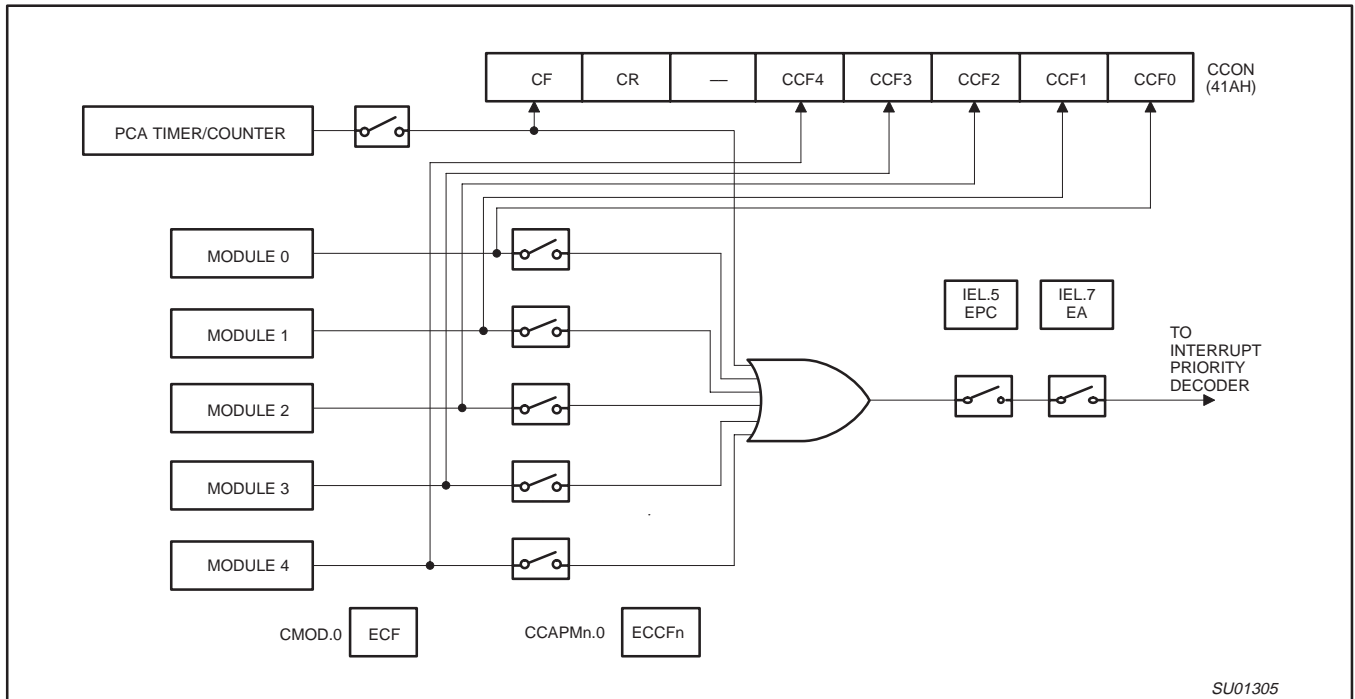 CF CR — CCF4 CCF3 CCF2 CCF1 CCF0
CCON
(41AH)
PCA TIMER/COUNTER
MODULE 0
MODULE 1
MODULE 2
MODULE 3
MODULE 4
IEL.5
EPC
IEL.7
EA
TO
INTERRUPT
PRIORITY
DECODER
CMOD.0 ECF
CCAPMn.0 ECCFn
SU01305